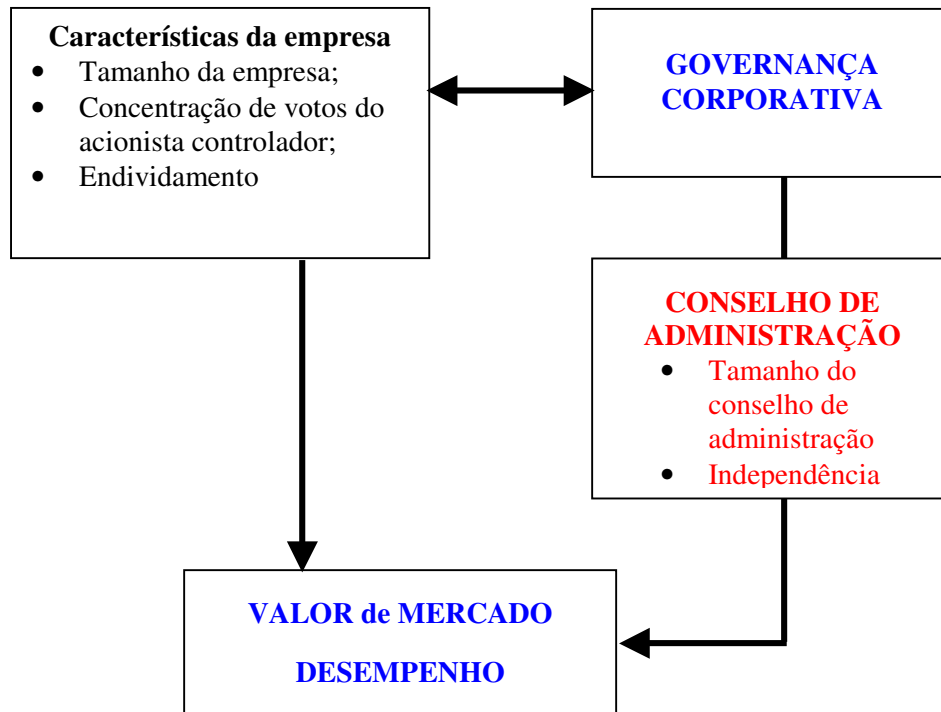 Características da empresa
• Tamanho da empresa;
• Concentração de votos do
acionista controlador;
• Endividamento
GOVERNANÇA
CORPORATIVA
CONSELHO DE
ADMINISTRAÇÃO
• Tamanho do
conselho de
administração
• Independência
VALOR de MERCADO
DESEMPENHO